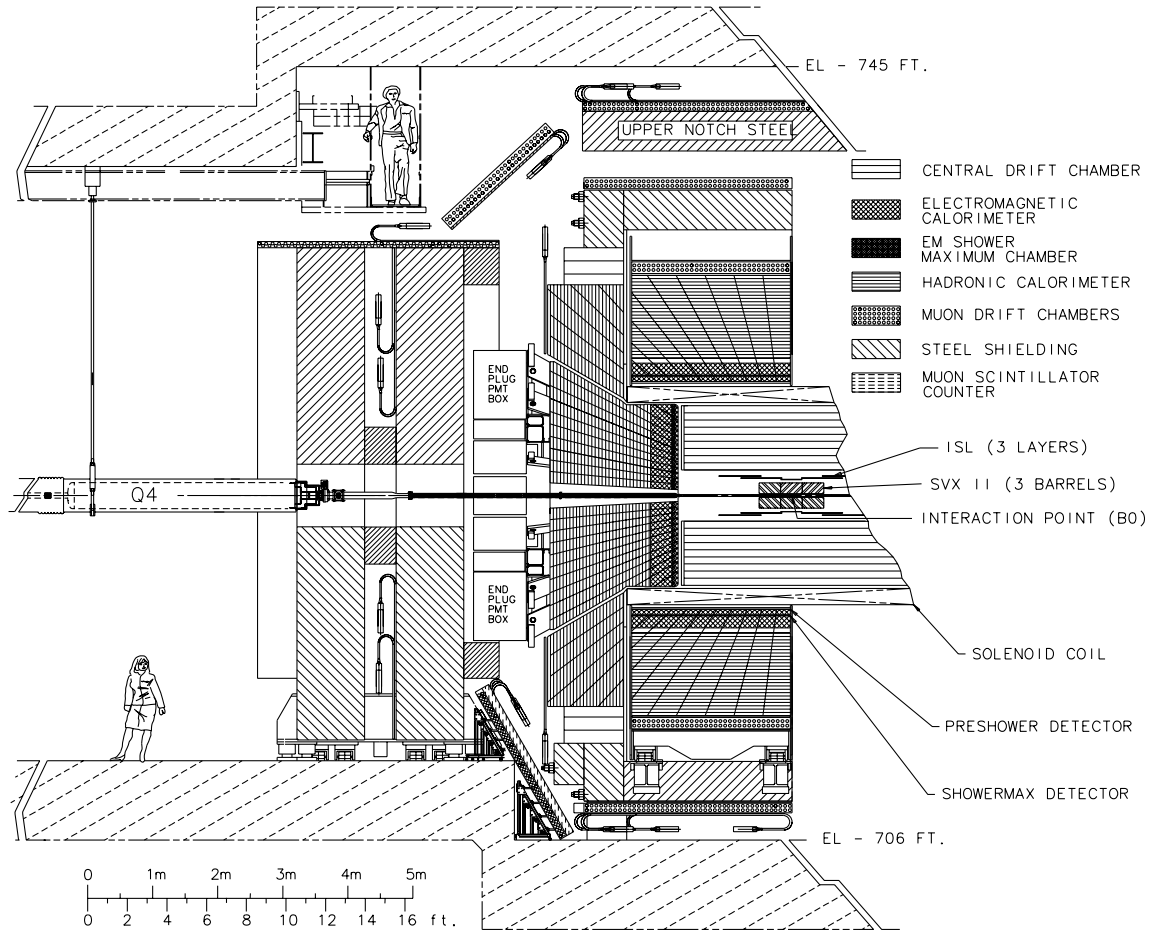 EL - 745 FT.
UPPER NOTCH STEEL
CENTRAL DRIFT CHAMBER
ELECTROMAGNETIC
CALORIMETER
EM SHOWER
MAXIMUM CHAMBER
HADRONIC CALORIMETER
MUON DRIFT CHAMBERS
STEEL SHIELDING
MUON SCINTILLATOR
COUNTER
END
PLUG
PMT
BOX
ISL (3 LAYERS)
SVX II (3 BARRELS)
INTERACTION POINT (B0)
Q4
END
PLUG
PMT
BOX
SOLENOID COIL
PRESHOWER DETECTOR
SHOWERMAX DETECTOR
EL - 706 FT.
0 1m 2m 3m 4m 5m
0 2 4 6 8 10 12 14 16 ft.